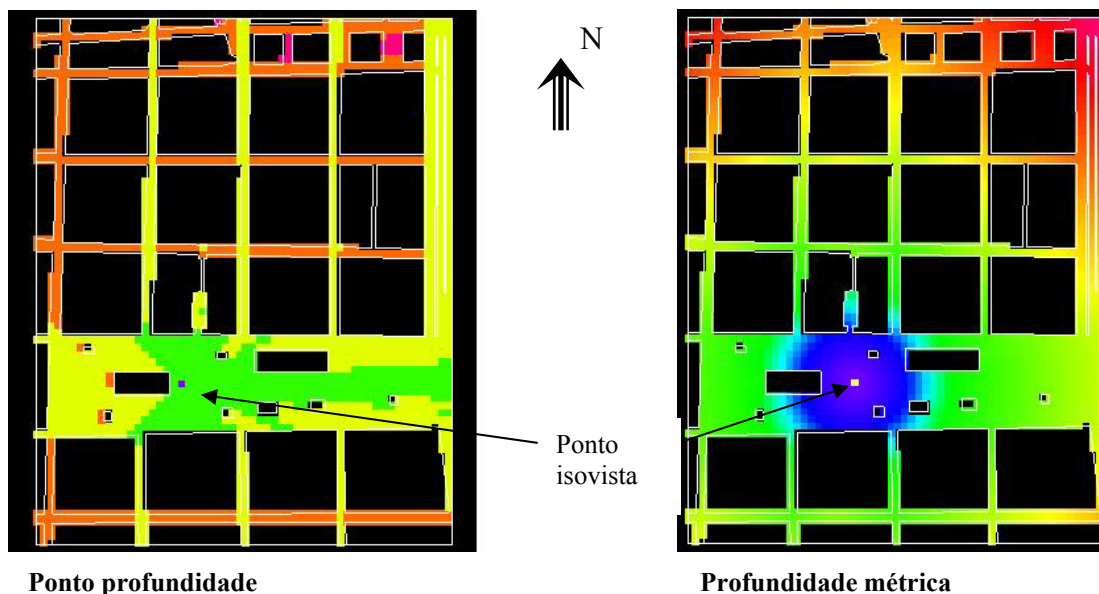 N
Ponto
isovista
Ponto profundidade
Profundidade métrica